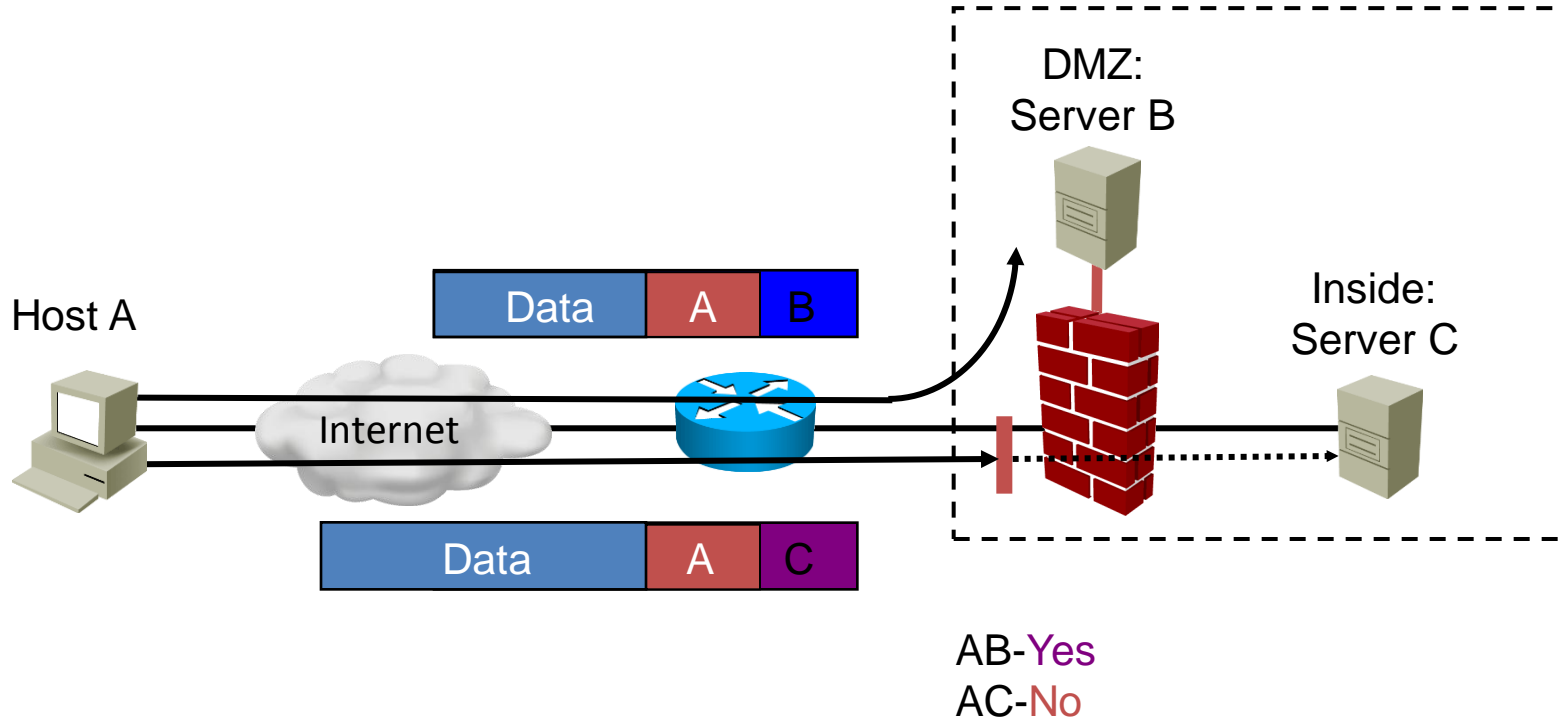 DMZ:
Server B
Data A B
Host A
Inside:
Server C
Internet
Data A C
AB-Yes
AC-No